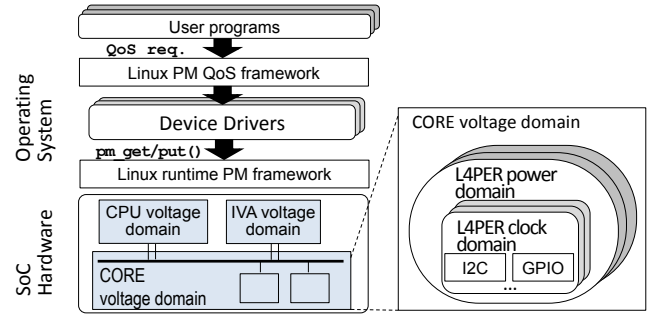 User programs
QoS req.
Linux PM QoS framework
Device Drivers
pm_get/put()
Linux runtime PM framework
Operating
System
SoC
Hardware
CPU voltage
domain
IVA voltage
domain
CORE
voltage domain
CORE voltage domain
L4PER power
domain
L4PER clock
domain
I2C
GPIO
...